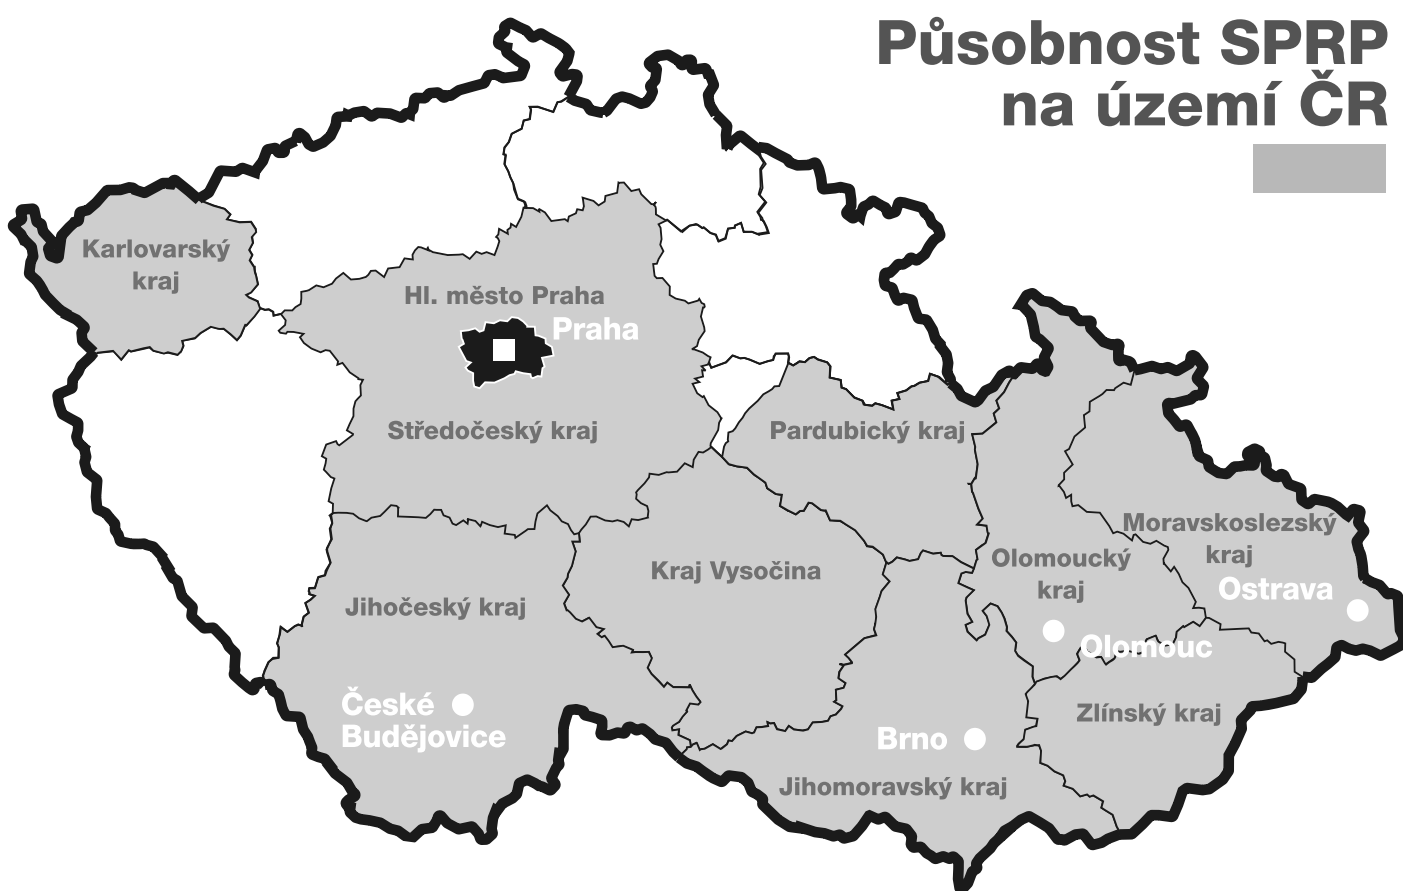 Působnost SPRP
na území ČR
Karlovarský
kraj
Hl. město Praha
Praha
Středočeský kraj
Pardubický kraj
Moravskoslezský
kraj
Olomoucký
kraj
Kraj Vysočina
Ostrava
Jihočeský kraj
Olomouc
České
Budějovice
Zlínský kraj
Brno
Jihomoravský kraj